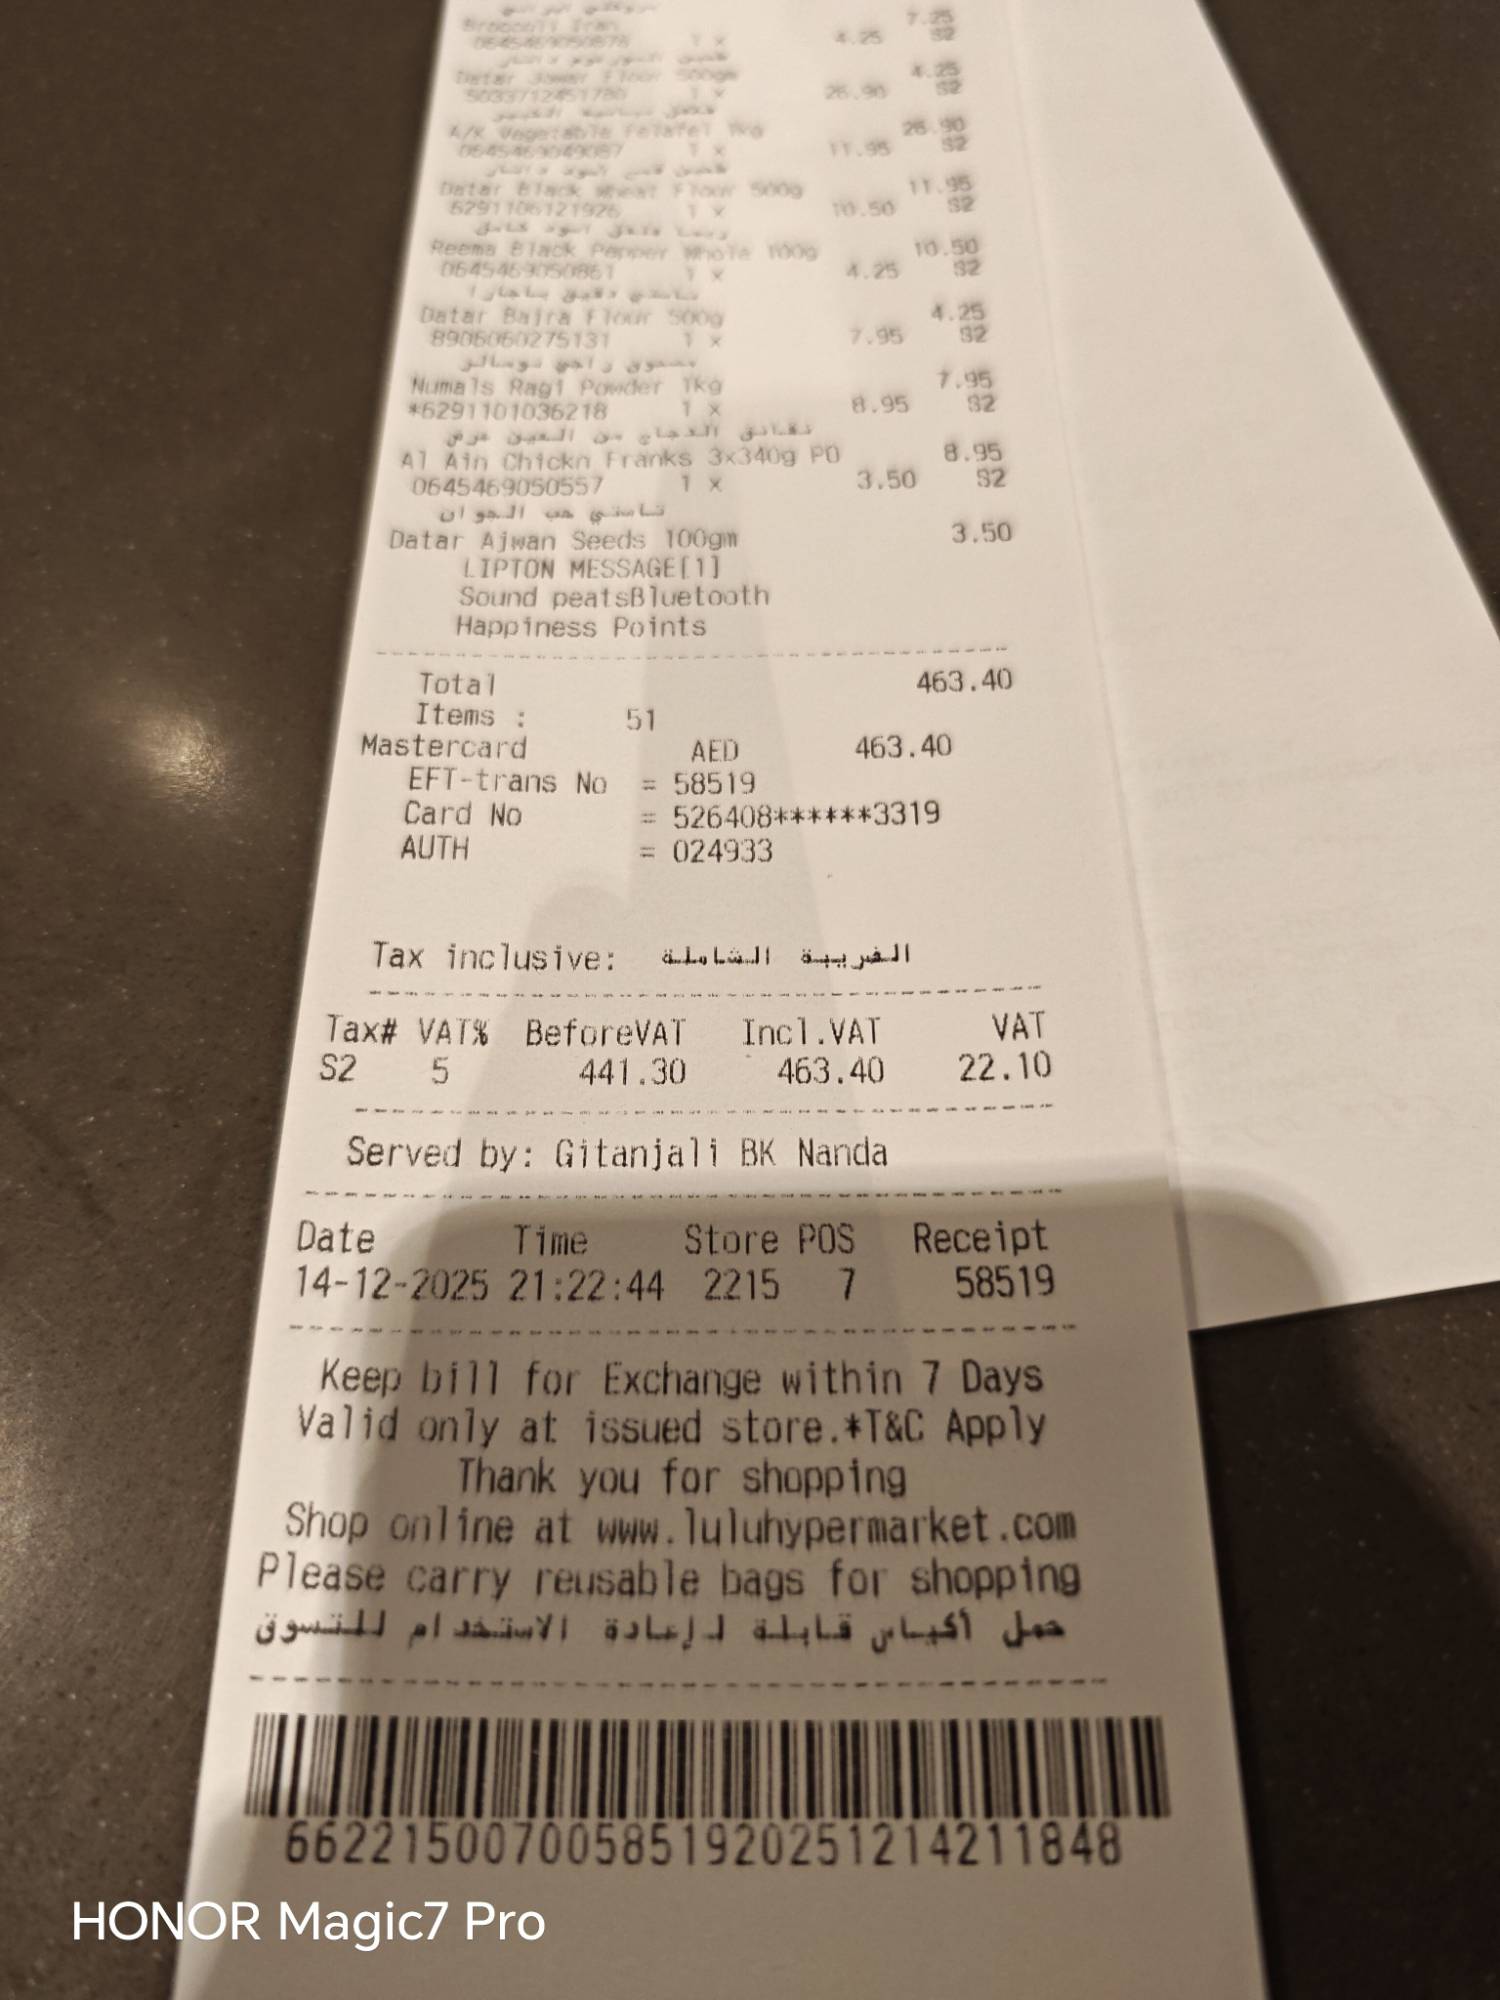 Broccoli Iran 7.25
0645469050878 1 x 4.25 S2
Datar Jowar Flour 500gm 4.25
5033712451780 1 x 26.90 S2
A/K Vegetable Felafel 1kg 26.90
0645469049087 1 x 11.95 S2
Datar Black Wheat Flour 500g 11.95
6291106121926 1 x 10.50 S2
ريما فلفل اسود كامل
Reema Black Pepper Whole 100g 10.50
0645469050861 1 x 4.25 S2
Datar Bajra Flour 500g 4.25
8906060275131 1 x 7.95 S2
Numals Ragi Powder 1kg 7.95
*6291101036218 1 x 8.95 S2
نقانق الدجاج من العين عرض
Al Ain Chickn Franks 3x340g PO 8.95
0645469050557 1 x 3.50 S2
Datar Ajwan Seeds 100gm 3.50
LIPTON MESSAGE[1]
Sound peatsBluetooth
Happiness Points
Total 463.40
Items : 51
Mastercard AED 463.40
EFT-trans No = 58519
Card No = 526408******3319
AUTH = 024933
Tax inclusive: الضريبة الشاملة
Tax# VAT% BeforeVAT Incl.VAT VAT
S2 5 441.30 463.40 22.10
Served by: Gitanjali BK Nanda
Date Time Store POS Receipt
14-12-2025 21:22:44 2215 7 58519
Keep bill for Exchange within 7 Days
Valid only at issued store.*T&C Apply
Thank you for shopping
Shop online at www.luluhypermarket.com
Please carry reusable bags for shopping
حمل أكياس قابلة لإعادة الاستخدام للتسوق
662215007005851920251214211848
HONOR Magic7 Pro